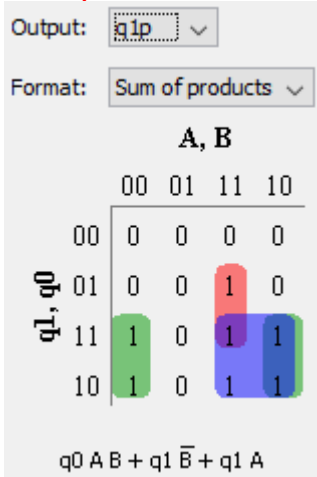 Output: q1p
Format: Sum of products
A, B
00 01 11 10
00 0 0 0 0
q1, q0
01 0 0 1 0
11 1 0 1 1
10 1 0 1 1
q0 A B + q1 B̅ + q1 A